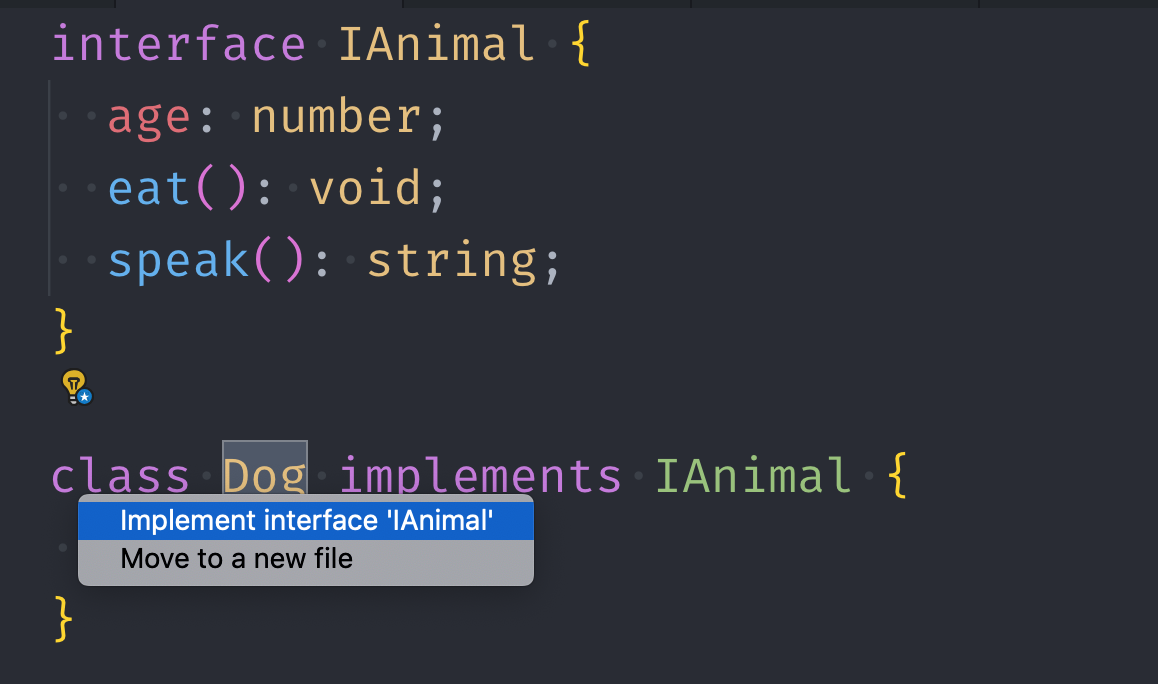 interface IAnimal {
age: number;
eat(): void;
speak(): string;
}
class Dog implements IAnimal {
Implement interface 'IAnimal'
Move to a new file
}